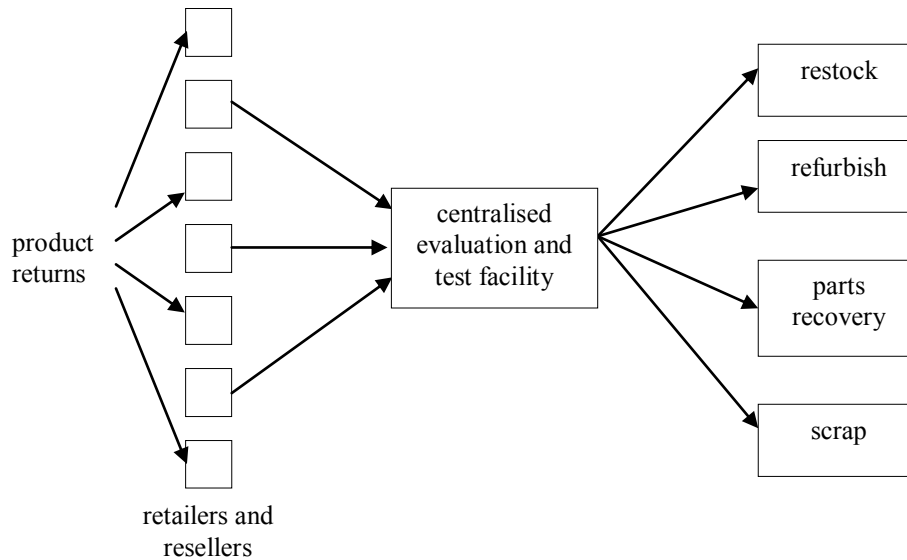 product
returns
retailers and
resellers
centralised
evaluation and
test facility
restock
refurbish
parts
recovery
scrap